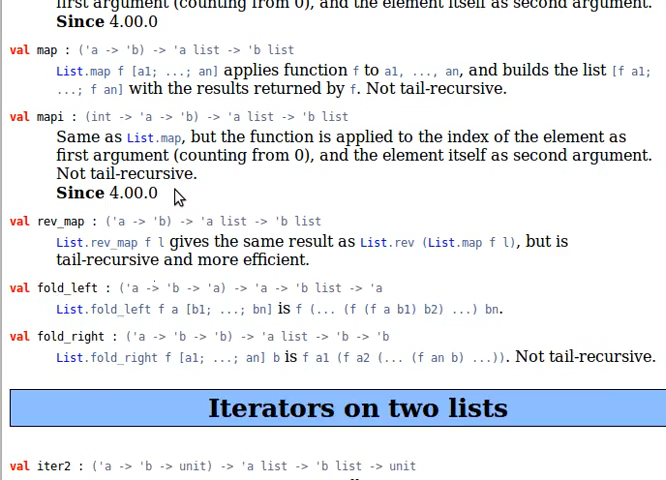 first argument (counting from 0), and the element itself as second argument.
Since 4.00.0
val map : ('a -> 'b) -> 'a list -> 'b list
List.map f [a1; ...; an] applies function f to a1, ..., an, and builds the list [f a1;
...; f an] with the results returned by f. Not tail-recursive.
val mapi : (int -> 'a -> 'b) -> 'a list -> 'b list
Same as List.map, but the function is applied to the index of the element as
first argument (counting from 0), and the element itself as second argument.
Not tail-recursive.
Since 4.00.0
val rev_map : ('a -> 'b) -> 'a list -> 'b list
List.rev_map f l gives the same result as List.rev (List.map f l), but is
tail-recursive and more efficient.
val fold_left : ('a -> 'b -> 'a) -> 'a -> 'b list -> 'a
List.fold_left f a [b1; ...; bn] is f (... (f (f a b1) b2) ...) bn.
val fold_right : ('a -> 'b -> 'b) -> 'a list -> 'b -> 'b
List.fold_right f [a1; ...; an] b is f a1 (f a2 (... (f an b) ...)). Not tail-recursive.
Iterators on two lists
val iter2 : ('a -> 'b -> unit) -> 'a list -> 'b list -> unit